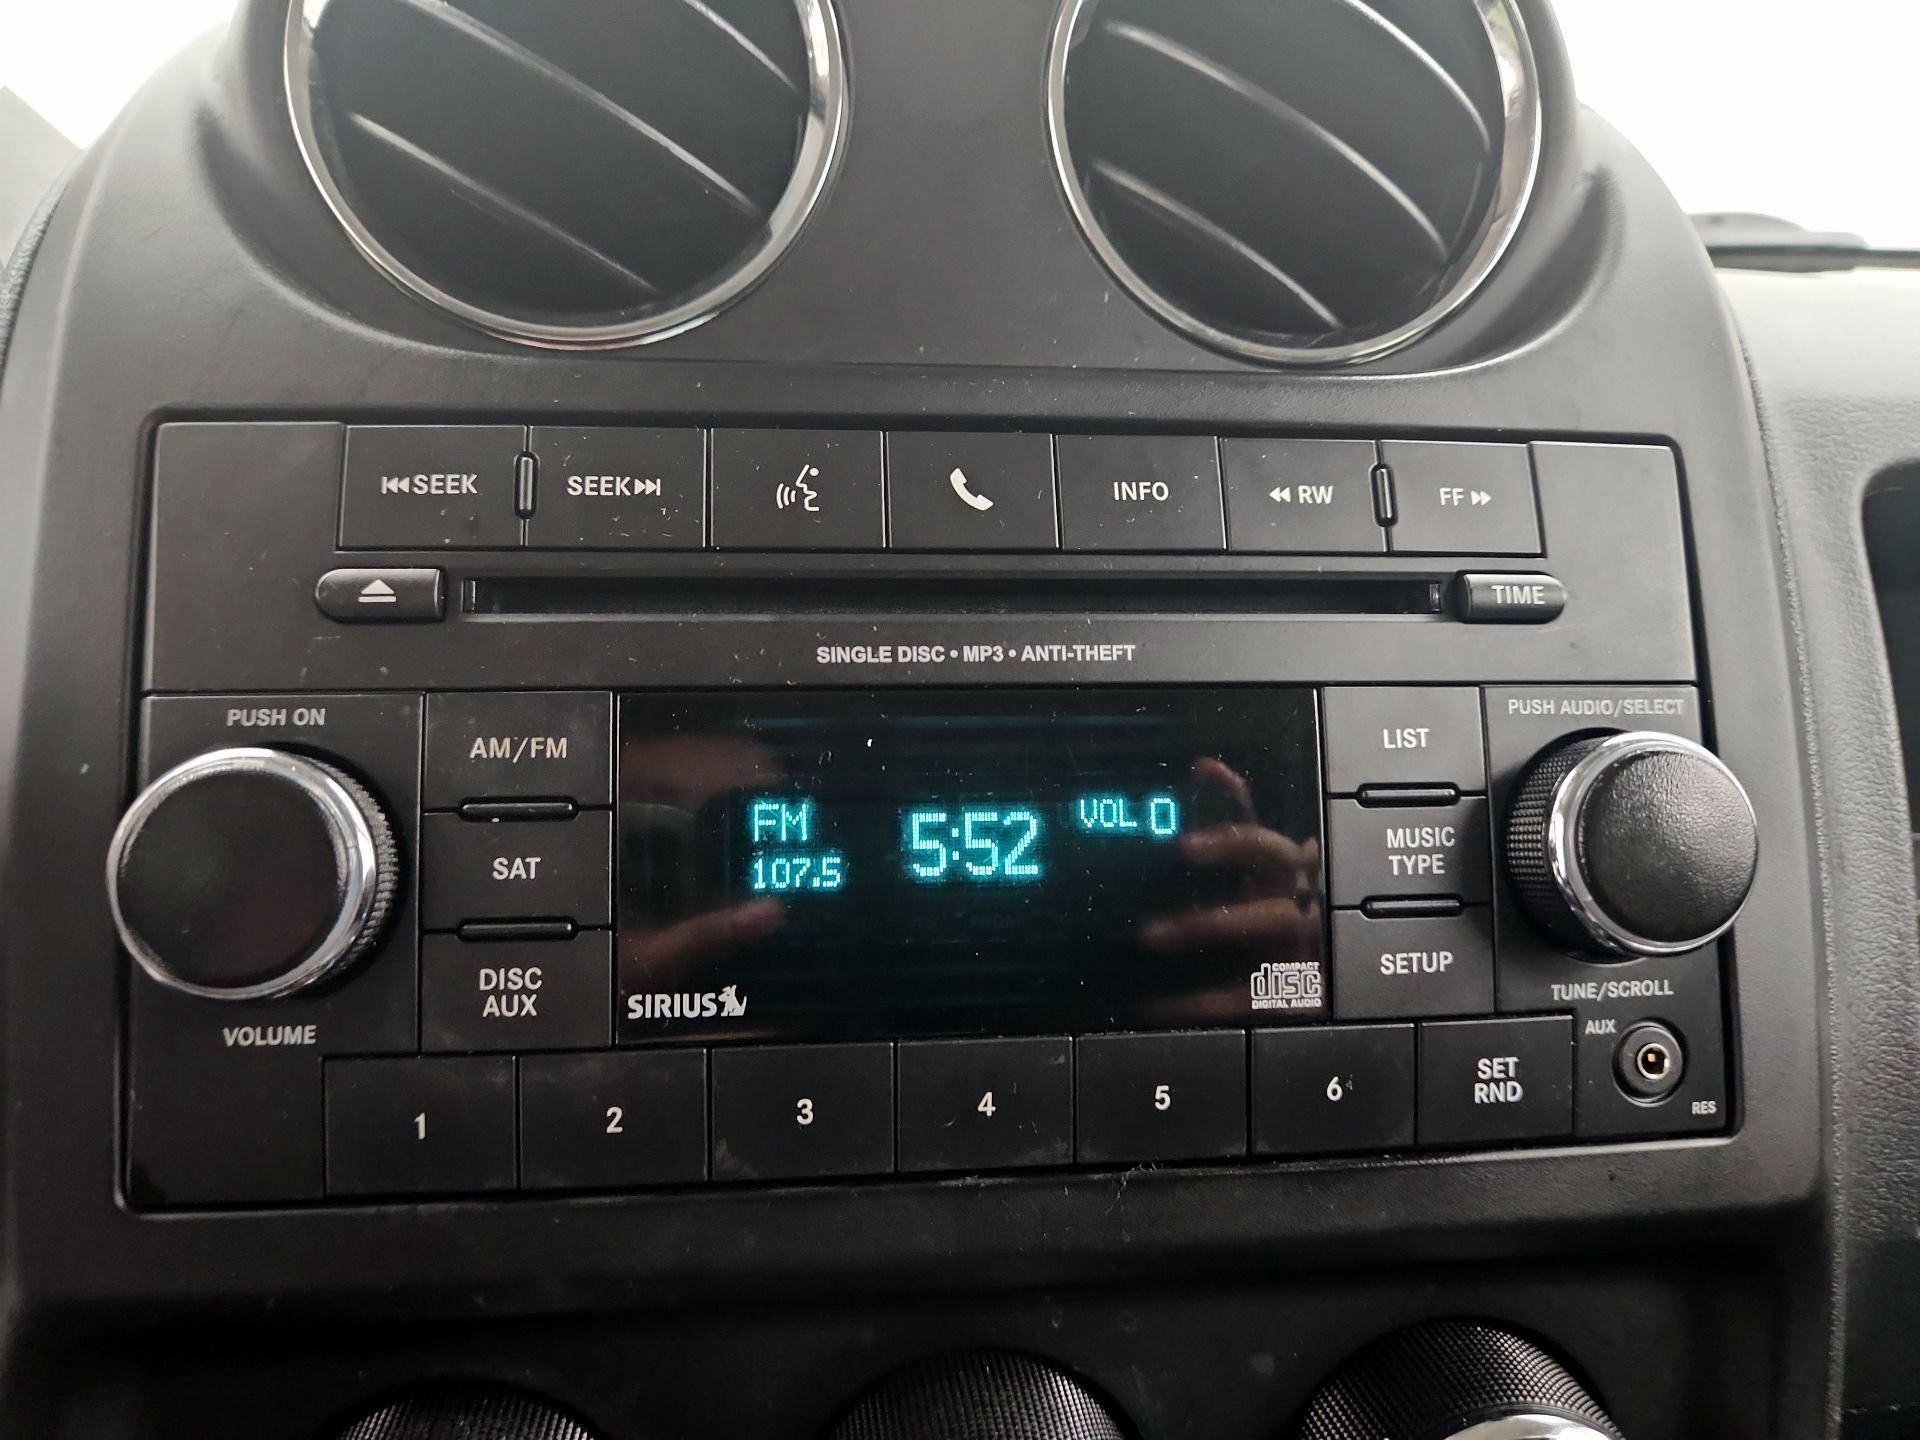 SEEK
SEEK
INFO
RW
FF
TIME
SINGLE DISC • MP3 • ANTI-THEFT
PUSH ON
AM/FM
SAT
DISC
AUX
VOLUME
FM
107.5
5:52
VOL 0
SIRIUS
COMPACT
disc
DIGITAL AUDIO
LIST
MUSIC
TYPE
SETUP
PUSH AUDIO/SELECT
TUNE/SCROLL
AUX
RES
1
2
3
4
5
6
SET
RND